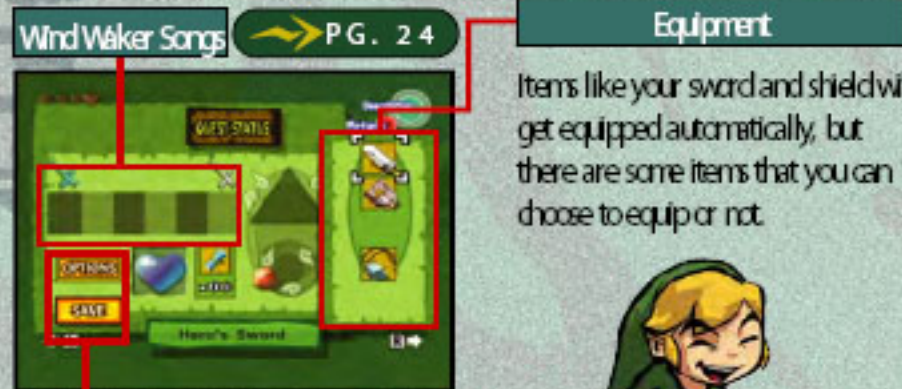 Wind Waker Songs
PG. 24
Equipment
Items like your sword and shield wi
get equipped automatically, but
there are some items that you can
choose to equip or not.
QUEST STATUS
OPTIONS
SAVE
Hero's Sword
R